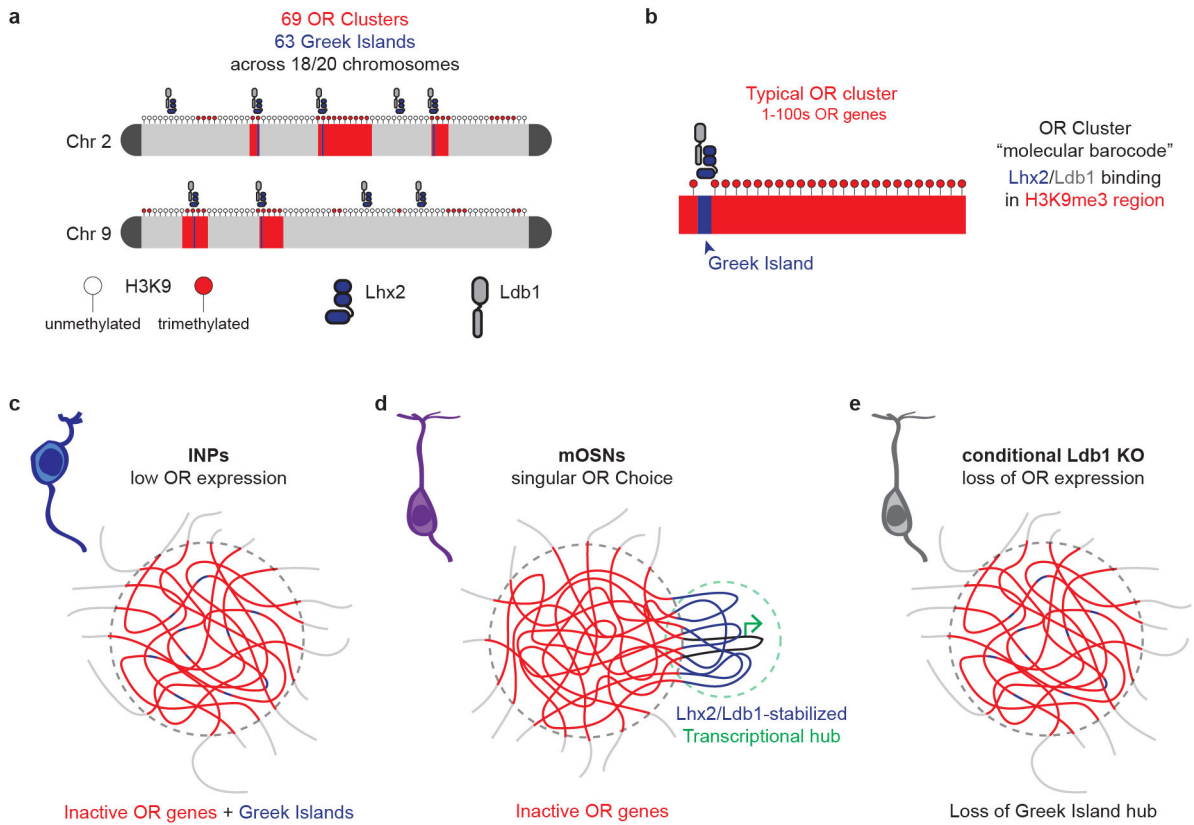 a
69 OR Clusters
63 Greek Islands
across 18/20 chromosomes
Chr 2
Chr 9
H3K9
unmethylated
trimethylated
Lhx2
Ldb1
b
Typical OR cluster
1-100s OR genes
Greek Island
OR Cluster
“molecular barocode”
Lhx2/Ldb1 binding
in H3K9me3 region
c
INPs
low OR expression
Inactive OR genes + Greek Islands
d
mOSNs
singular OR Choice
Lhx2/Ldb1-stabilized
Transcriptional hub
Inactive OR genes
e
conditional Ldb1 KO
loss of OR expression
Loss of Greek Island hub